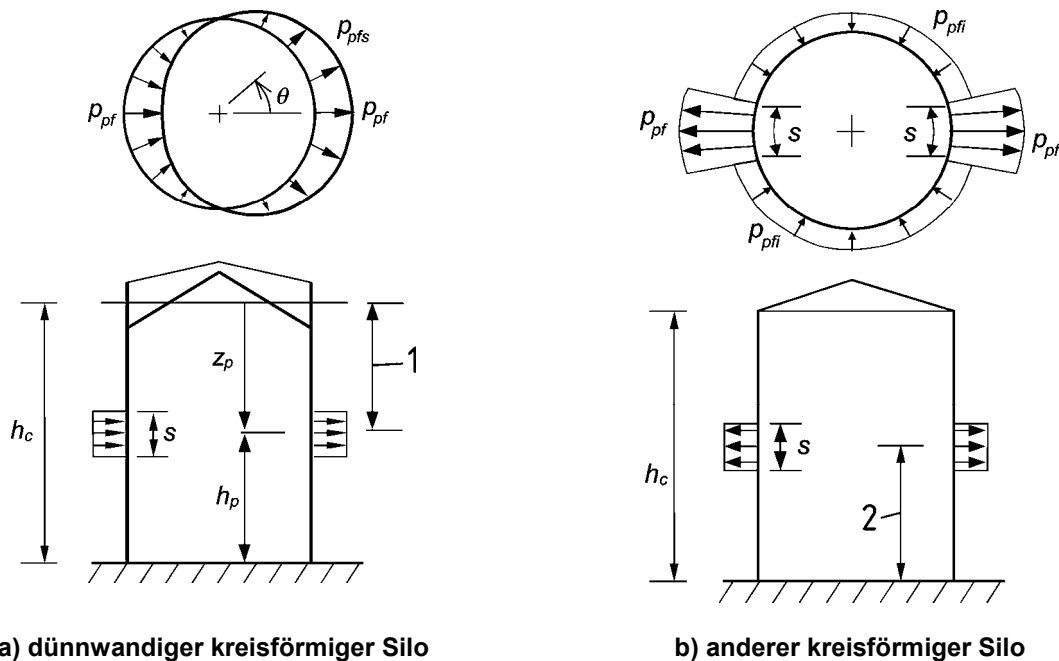 p_pfs
θ
p_pf
p_pf
z_p
1
h_c
s
h_p
a) dünnwandiger kreisförmiger Silo
p_pfi
p_pf
s
s
p_pf
p_pfi
s
h_c
2
b) anderer kreisförmiger Silo